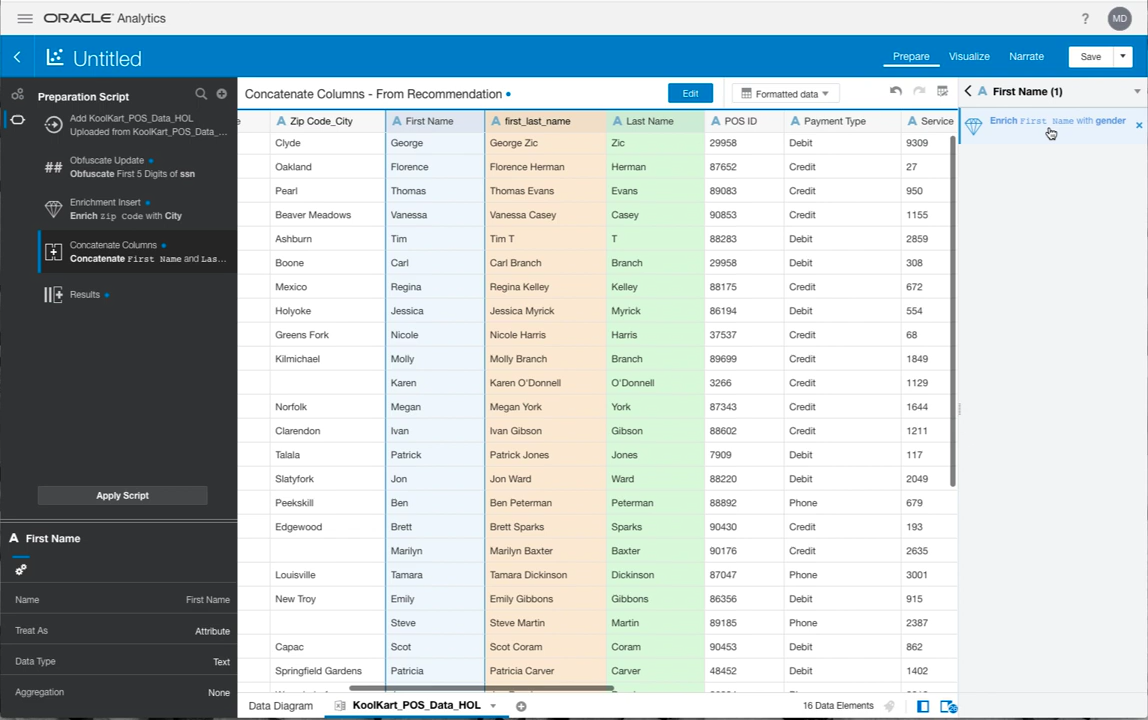 ORACLE Analytics
?
MD
Untitled
Prepare
Visualize
Narrate
Save
Preparation Script
Add KoolKart_POS_Data_HOL
Uploaded from KoolKart_POS_Data_...
Obfuscate Update
Obfuscate First 5 Digits of ssn
Enrichment Insert
Enrich Zip Code with City
Concatenate Columns
Concatenate First Name and Las...
Results
Apply Script
A First Name
Name First Name
Treat As Attribute
Data Type Text
Aggregation None
Concatenate Columns - From Recommendation
Edit
Formatted data
e A Zip Code_City A First Name A first_last_name A Last Name A POS ID A Payment Type A Service
Clyde George George Zic Zic 29958 Debit 9309
Oakland Florence Florence Herman Herman 87652 Credit 27
Pearl Thomas Thomas Evans Evans 89083 Credit 950
Beaver Meadows Vanessa Vanessa Casey Casey 90853 Credit 1155
Ashburn Tim Tim T T 88283 Debit 2859
Boone Carl Carl Branch Branch 29958 Debit 308
Mexico Regina Regina Kelley Kelley 88175 Credit 672
Holyoke Jessica Jessica Myrick Myrick 86194 Debit 554
Greens Fork Nicole Nicole Harris Harris 37537 Credit 68
Kilmichael Molly Molly Branch Branch 89699 Credit 1849
Karen Karen O'Donnell O'Donnell 3266 Credit 1129
Norfolk Megan Megan York York 87343 Credit 1644
Clarendon Ivan Ivan Gibson Gibson 88602 Credit 1211
Talala Patrick Patrick Jones Jones 7909 Debit 117
Slatyfork Jon Jon Ward Ward 88220 Debit 2049
Peekskill Ben Ben Peterman Peterman 88892 Phone 679
Edgewood Brett Brett Sparks Sparks 90430 Credit 193
Marilyn Marilyn Baxter Baxter 90176 Credit 2635
Louisville Tamara Tamara Dickinson Dickinson 87047 Phone 3001
New Troy Emily Emily Gibbons Gibbons 86356 Debit 915
Steve Steve Martin Martin 89185 Phone 2387
Capac Scot Scot Coram Coram 90453 Debit 862
Springfield Gardens Patricia Patricia Carver Carver 48452 Debit 1402
Data Diagram
KoolKart_POS_Data_HOL
16 Data Elements
A First Name (1)
Enrich First Name with gender